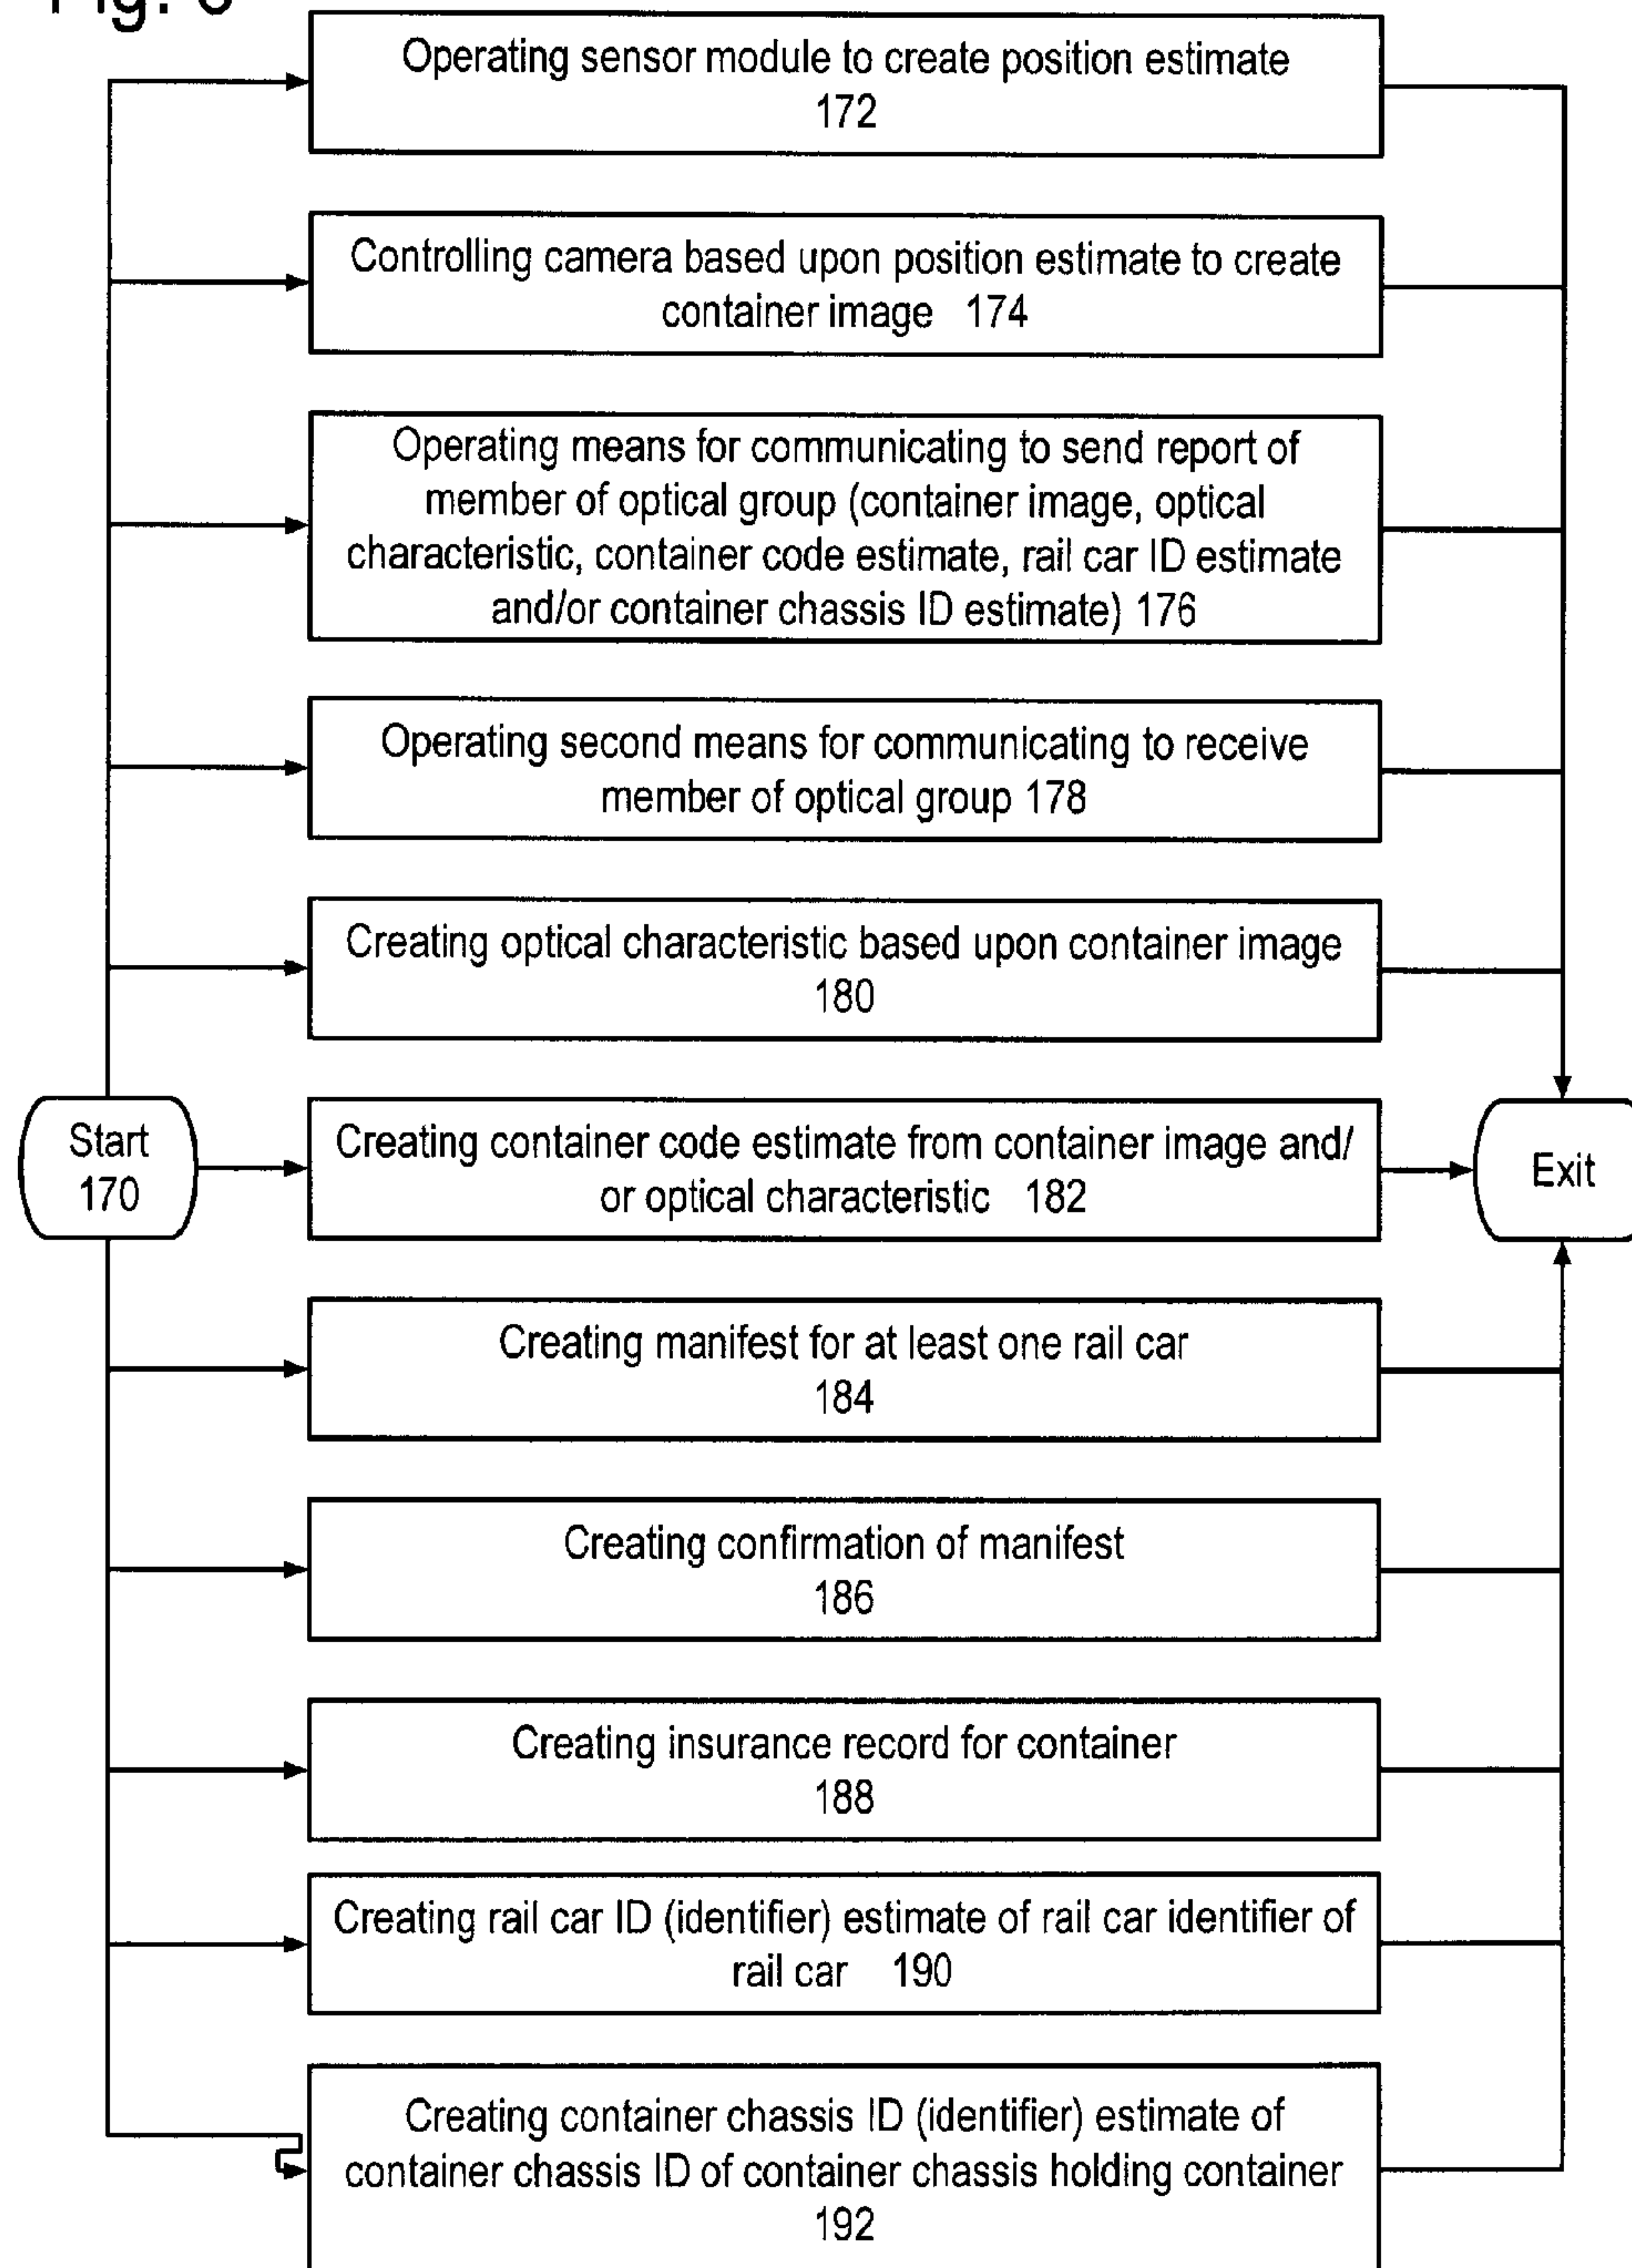 Operating sensor module to create position estimate
172
Controlling camera based upon position estimate to create
container image 174
Operating means for communicating to send report of
member of optical group (container image, optical
characteristic, container code estimate, rail car ID estimate
and/or container chassis ID estimate) 176
Operating second means for communicating to receive
member of optical group 178
Creating optical characteristic based upon container image
180
Start
170
Creating container code estimate from container image and/
or optical characteristic 182
Exit
Creating manifest for at least one rail car
184
Creating confirmation of manifest
186
Creating insurance record for container
188
Creating rail car ID (identifier) estimate of rail car identifier of
rail car 190
Creating container chassis ID (identifier) estimate of
container chassis ID of container chassis holding container
192